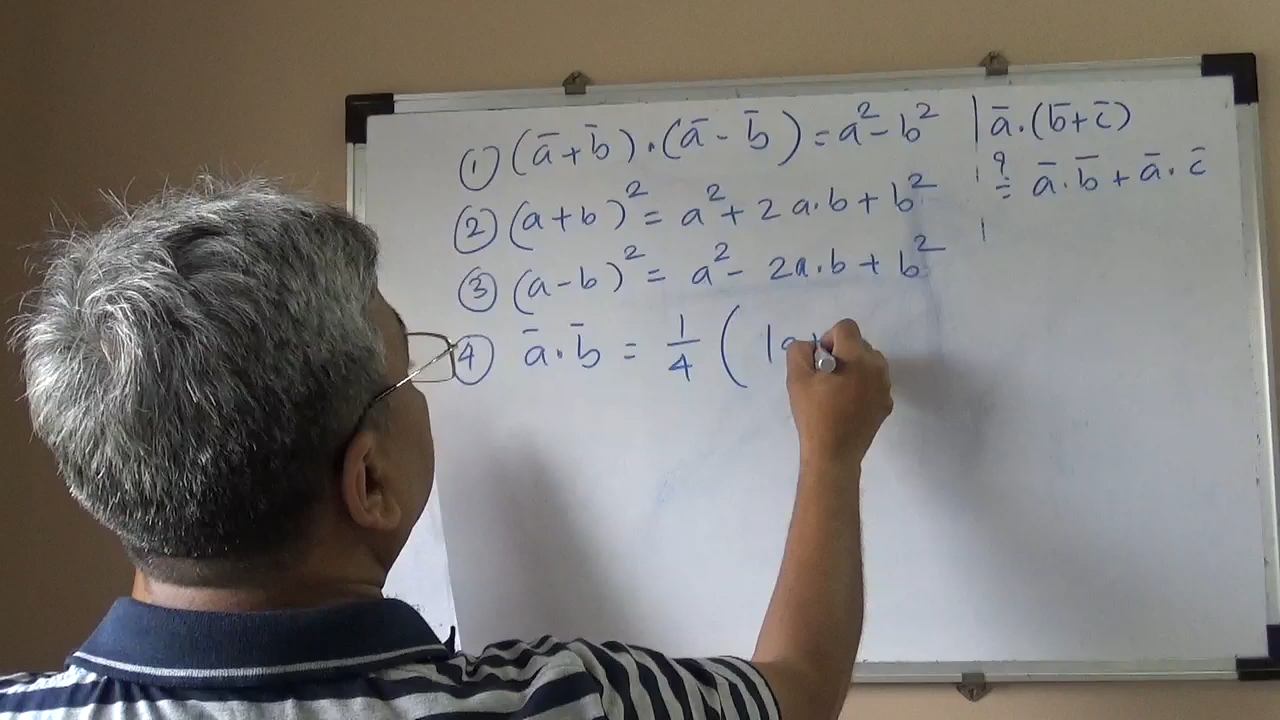 ① (ā + b̄) . (ā - b̄) = a² - b²
② (a + b)² = a² + 2 a.b + b²
③ (a - b)² = a² - 2a.b + b²
④ ā . b̄ = 1/4 ( |a +
| ā . (b̄ + c̄)
?= ā . b̄ + ā . c̄